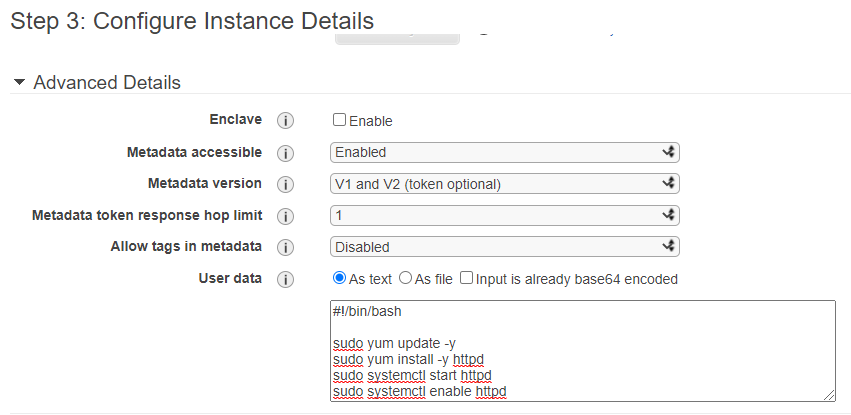 Step 3: Configure Instance Details
Advanced Details
Enclave i Enable
Metadata accessible i Enabled
Metadata version i V1 and V2 (token optional)
Metadata token response hop limit i 1
Allow tags in metadata i Disabled
User data i As text As file Input is already base64 encoded
#!/bin/bash
sudo yum update -y
sudo yum install -y httpd
sudo systemctl start httpd
sudo systemctl enable httpd